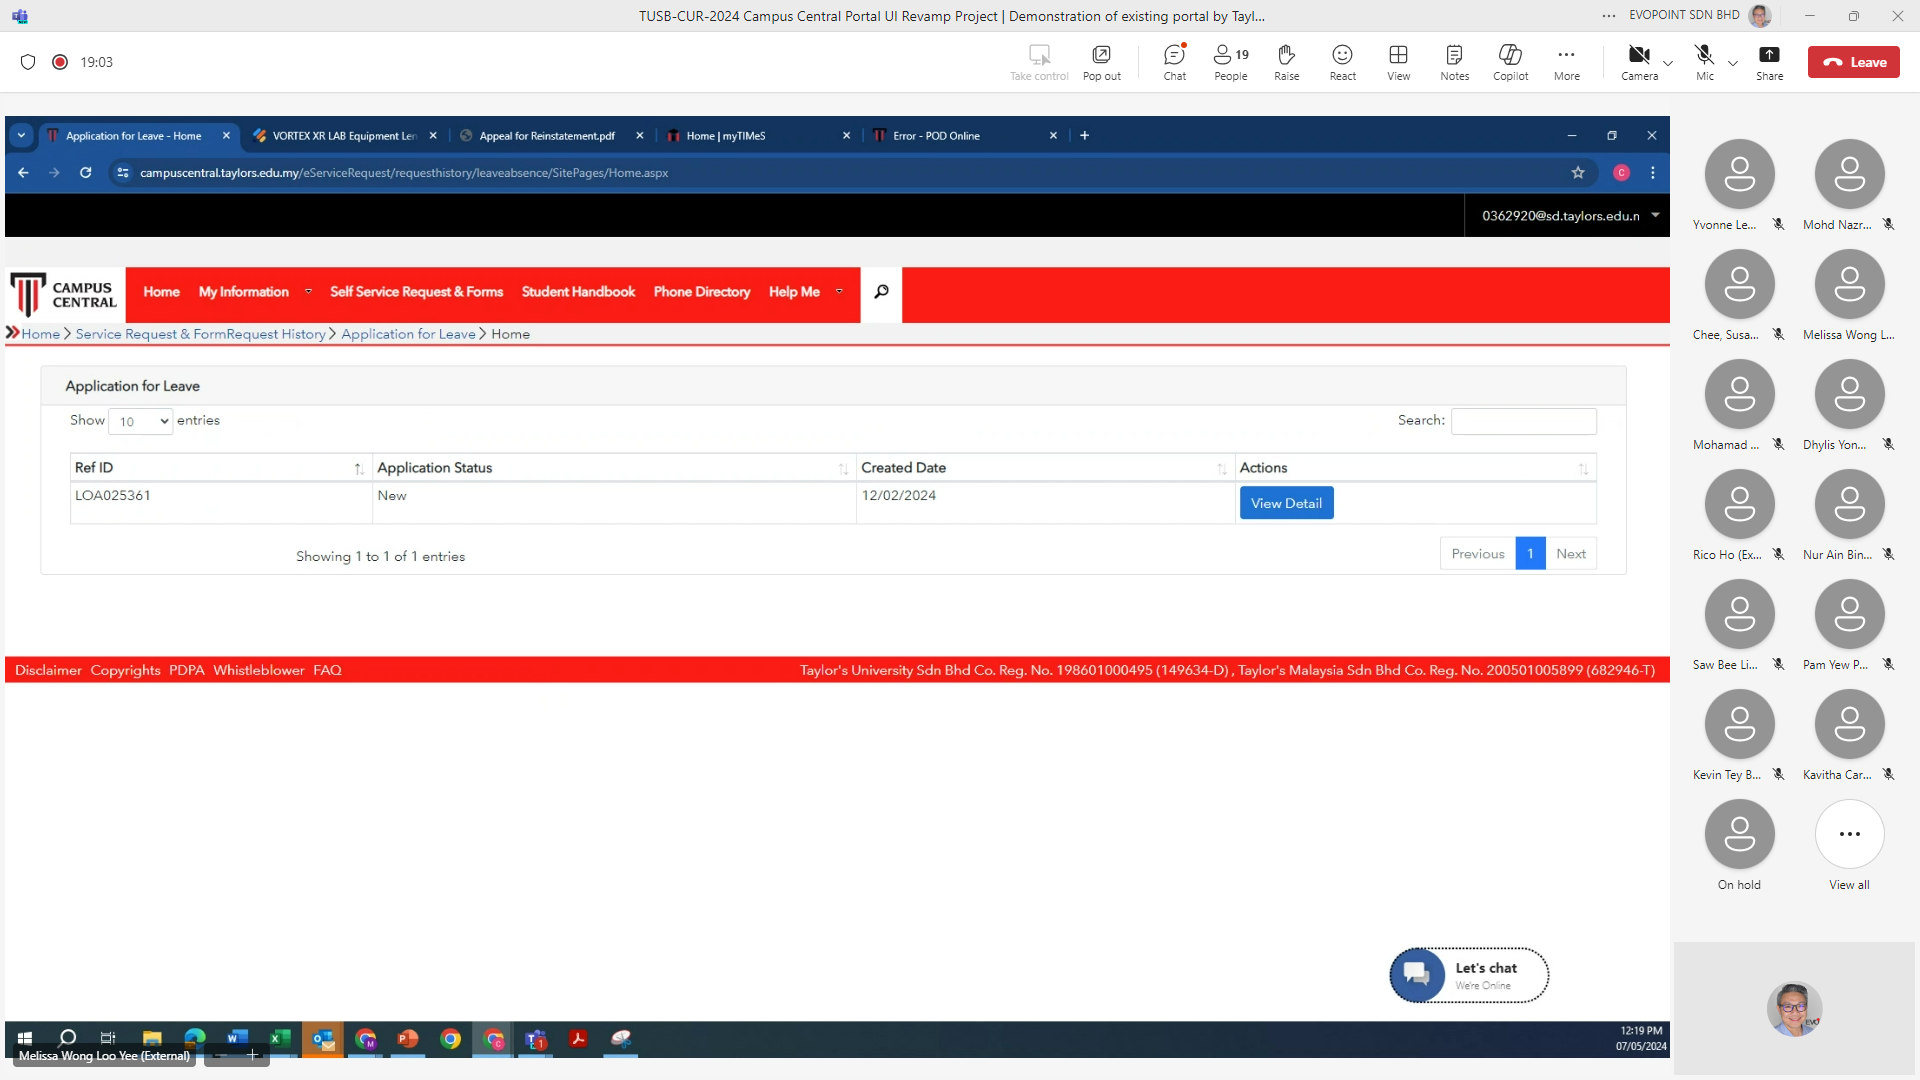 TUSB-CUR-2024 Campus Central Portal UI Revamp Project | Demonstration of existing portal by Tayl...
EVOPOINT SDN BHD
19:03
Take control
Pop out
Chat
19
People
Raise
React
View
Notes
Copilot
More
Camera
Mic
Share
Leave
Application for Leave - Home
VORTEX XR LAB Equipment Len
Appeal for Reinstatement.pdf
Home | myTIMeS
Error - POD Online
campuscentral.taylors.edu.my/eServiceRequest/requesthistory/leaveabsence/SitePages/Home.aspx
C
0362920@sd.taylors.edu.n
CAMPUS
CENTRAL
Home
My Information
Self Service Request & Forms
Student Handbook
Phone Directory
Help Me
Home > Service Request & FormRequest History > Application for Leave > Home
Application for Leave
Show 10 entries
Search:
Ref ID
Application Status
Created Date
Actions
LOA025361
New
12/02/2024
View Detail
Showing 1 to 1 of 1 entries
Previous
1
Next
Disclaimer Copyrights PDPA Whistleblower FAQ
Taylor's University Sdn Bhd Co. Reg. No. 198601000495 (149634-D) , Taylor's Malaysia Sdn Bhd Co. Reg. No. 200501005899 (682946-T)
Let's chat
We're Online
12:19 PM
07/05/2024
Melissa Wong Loo Yee (External)
Yvonne Le...
Mohd Nazr...
Chee, Susa...
Melissa Wong L...
Mohamad ...
Dhylis Yon...
Rico Ho (Ex...
Nur Ain Bin...
Saw Bee Li...
Pam Yew P...
Kevin Tey B...
Kavitha Car...
On hold
View all